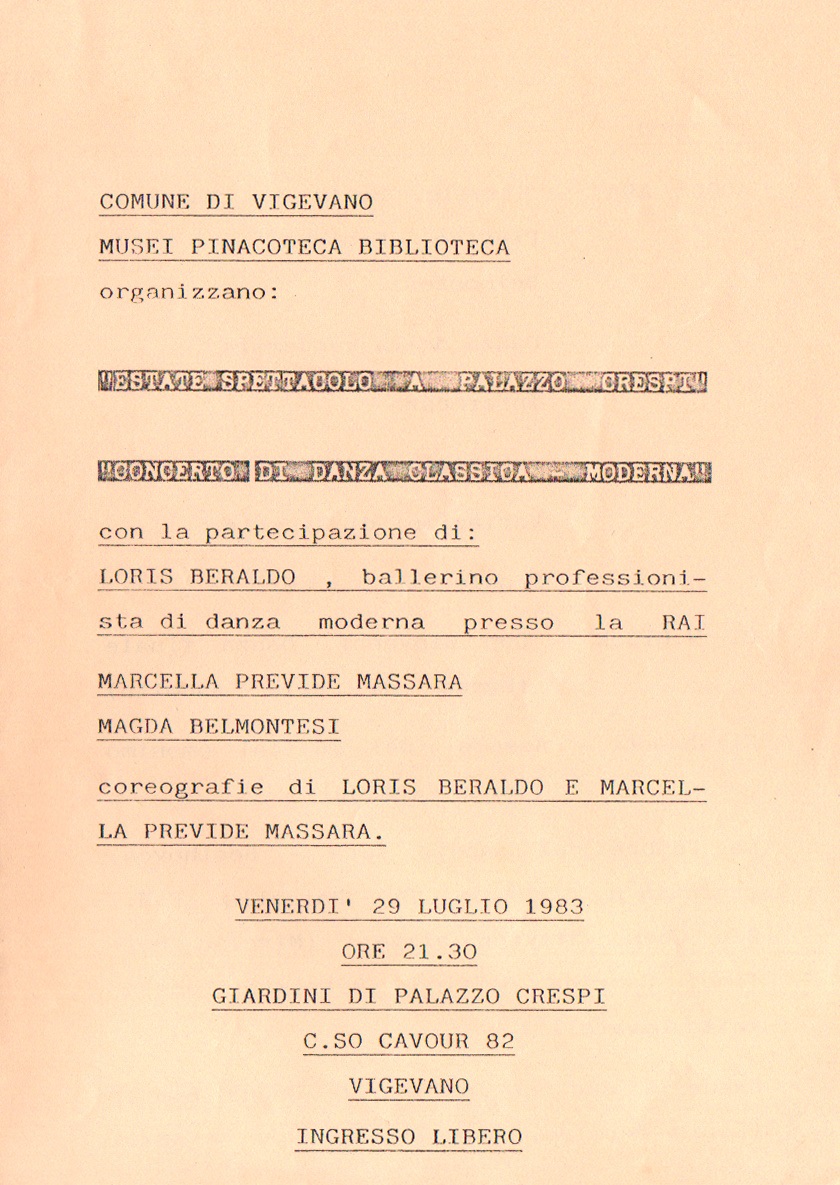 COMUNE DI VIGEVANO
MUSEI PINACOTECA BIBLIOTECA
organizzano:
"ESTATE SPETTACOLO A PALAZZO CRESPI"
"CONCERTO DI DANZA CLASSICA - MODERNA"
con la partecipazione di:
LORIS BERALDO , ballerino professioni-
sta di danza moderna presso la RAI
MARCELLA PREVIDE MASSARA
MAGDA BELMONTESI
coreografie di LORIS BERALDO E MARCEL-
LA PREVIDE MASSARA.
VENERDI' 29 LUGLIO 1983
ORE 21.30
GIARDINI DI PALAZZO CRESPI
C.SO CAVOUR 82
VIGEVANO
INGRESSO LIBERO